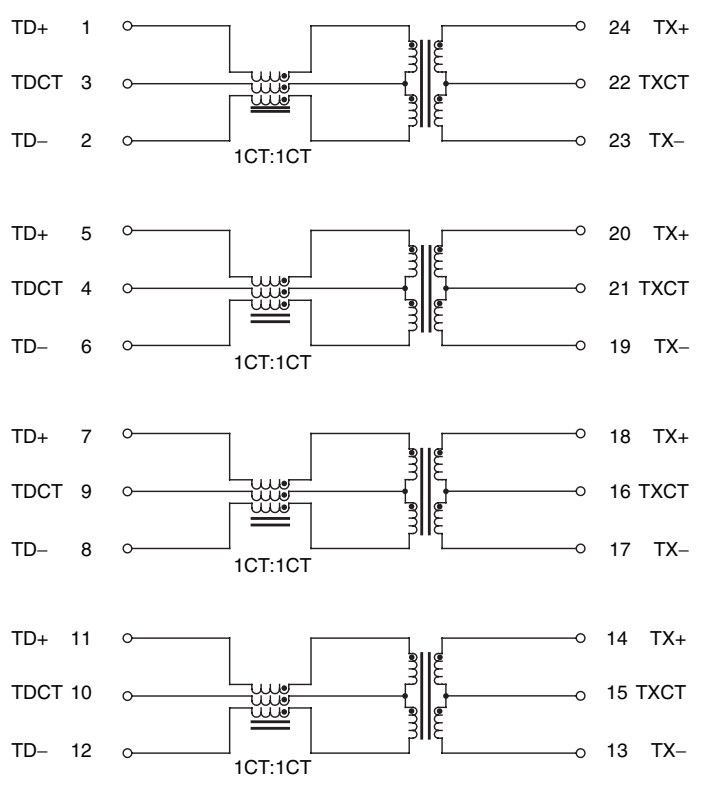 TD+ 1 24 TX+
TDCT 3 22 TXCT
TD− 2 23 TX−
1CT:1CT
TD+ 5 20 TX+
TDCT 4 21 TXCT
TD− 6 19 TX−
1CT:1CT
TD+ 7 18 TX+
TDCT 9 16 TXCT
TD− 8 17 TX−
1CT:1CT
TD+ 11 14 TX+
TDCT 10 15 TXCT
TD− 12 13 TX−
1CT:1CT